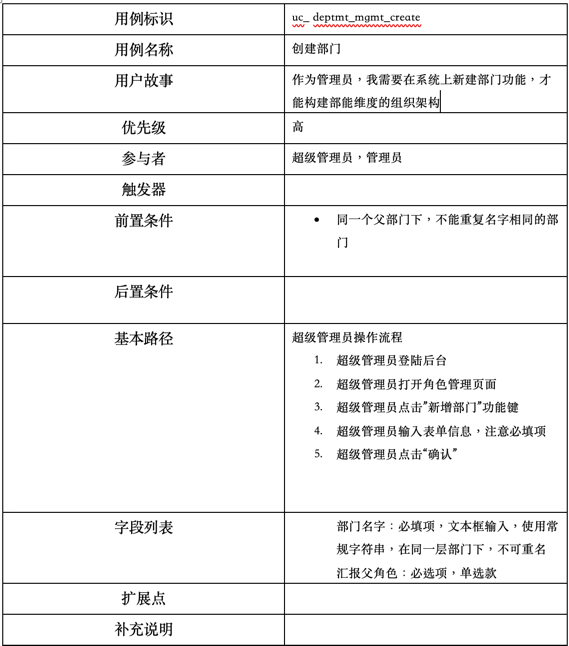 用例标识
uc_ deptmt_mgmt_create
用例名称
创建部门
用户故事
作为管理员，我需要在系统上新建部门功能，才
能构建部能维度的组织架构
优先级
高
参与者
超级管理员，管理员
触发器
前置条件
• 同一个父部门下，不能重复名字相同的部
门
后置条件
基本路径
超级管理员操作流程
1. 超级管理员登陆后台
2. 超级管理员打开角色管理页面
3. 超级管理员点击"新增部门"功能键
4. 超级管理员输入表单信息，注意必填项
5. 超级管理员点击“确认”
字段列表
部门名字：必填项，文本框输入，使用常
规字符串，在同一层部门下，不可重名
汇报父角色：必选项，单选款
扩展点
补充说明